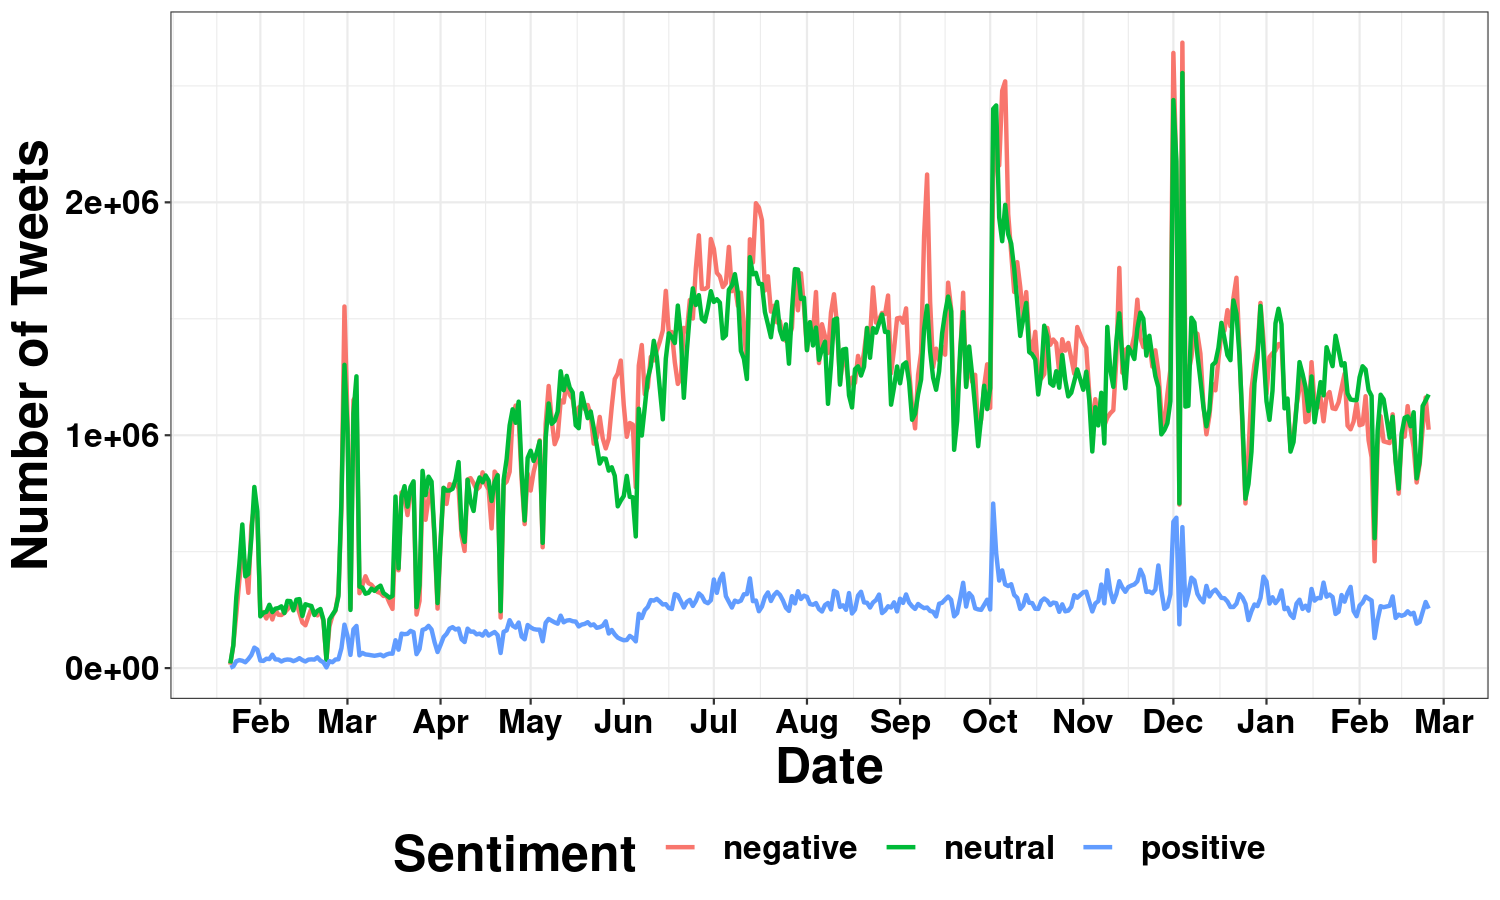 Number of Tweets
2e+06
1e+06
0e+00
Feb Mar Apr May Jun Jul Aug Sep Oct Nov Dec Jan Feb Mar
Date
Sentiment negative neutral positive